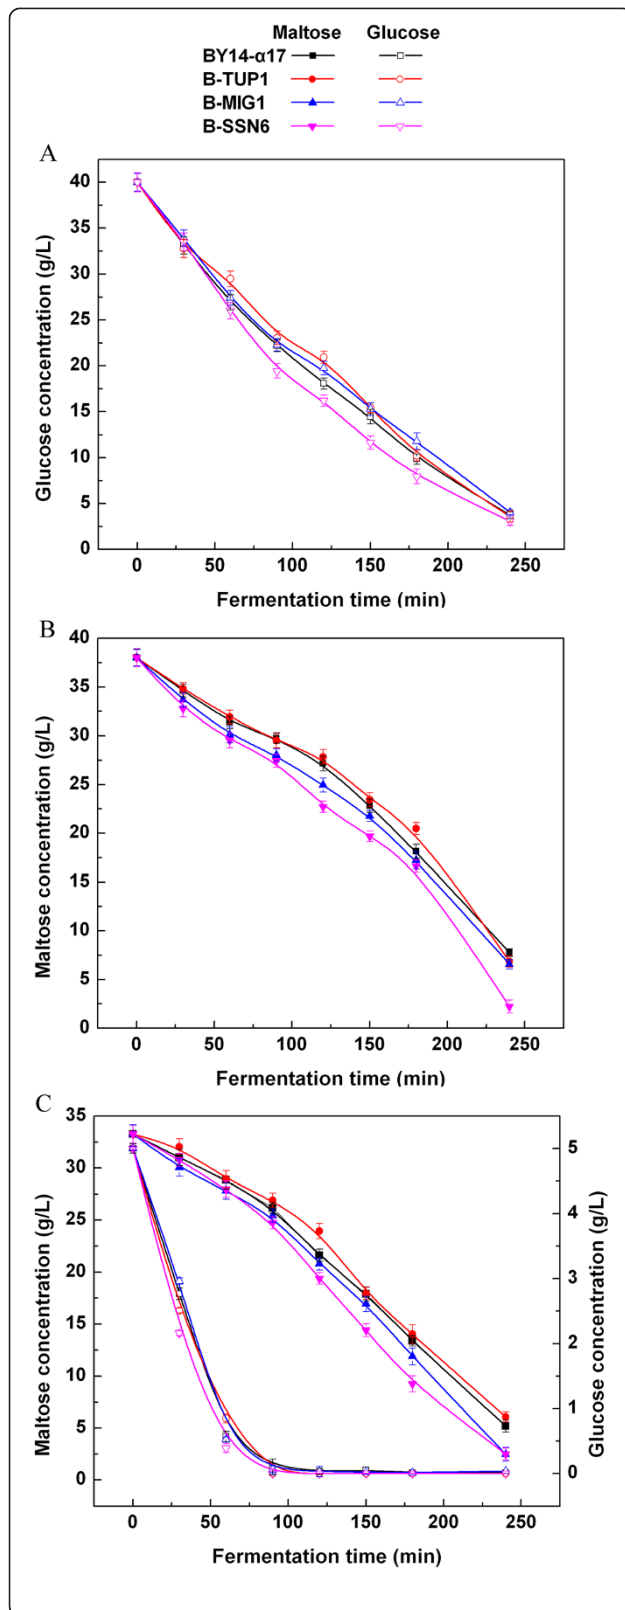 Maltose Glucose
BY14-α17
B-TUP1
B-MIG1
B-SSN6
A
40
35
30
25
20
15
10
5
0
Glucose concentration (g/L)
0 50 100 150 200 250
Fermentation time (min)
B
40
35
30
25
20
15
10
5
0
Maltose concentration (g/L)
0 50 100 150 200 250
Fermentation time (min)
C
35
30
25
20
15
10
5
0
Maltose concentration (g/L)
5
4
3
2
1
0
Glucose concentration (g/L)
0 50 100 150 200 250
Fermentation time (min)